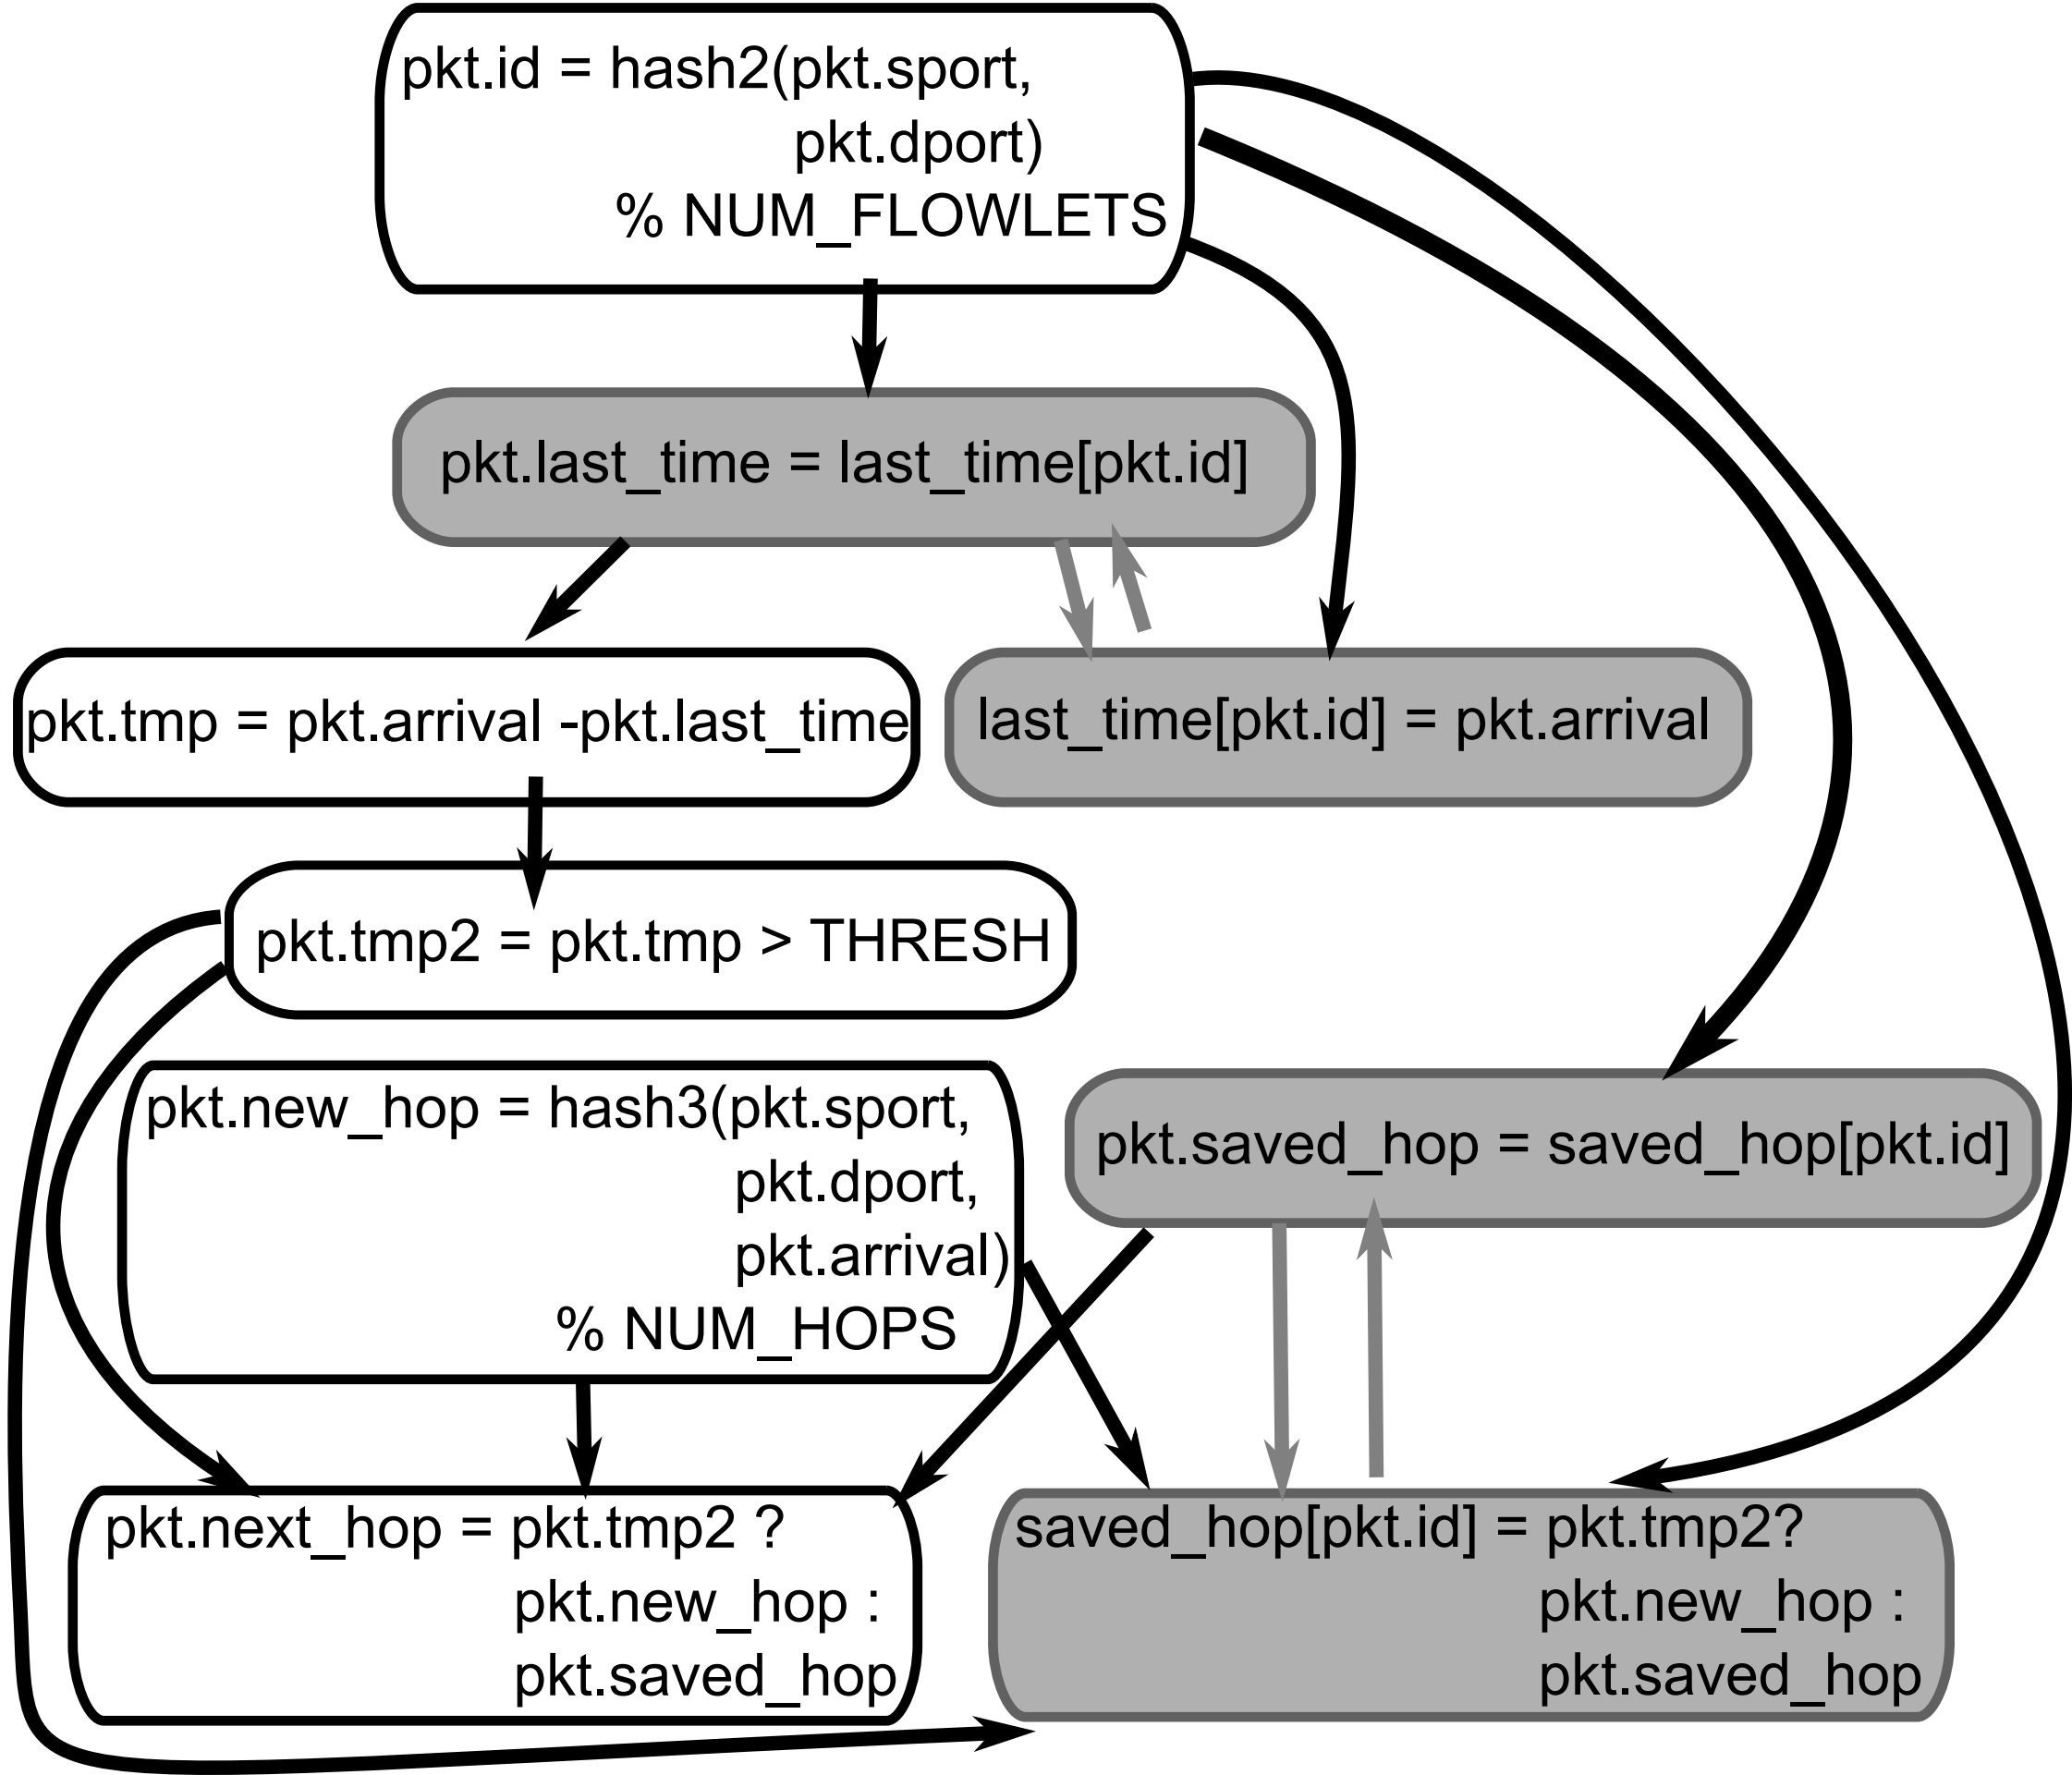 pkt.id = hash2(pkt.sport,
pkt.dport)
% NUM_FLOWLETS
pkt.last_time = last_time[pkt.id]
pkt.tmp = pkt.arrival -pkt.last_time
last_time[pkt.id] = pkt.arrival
pkt.tmp2 = pkt.tmp > THRESH
pkt.new_hop = hash3(pkt.sport,
pkt.dport,
pkt.arrival)
% NUM_HOPS
pkt.saved_hop = saved_hop[pkt.id]
pkt.next_hop = pkt.tmp2 ?
pkt.new_hop :
pkt.saved_hop
saved_hop[pkt.id] = pkt.tmp2?
pkt.new_hop :
pkt.saved_hop